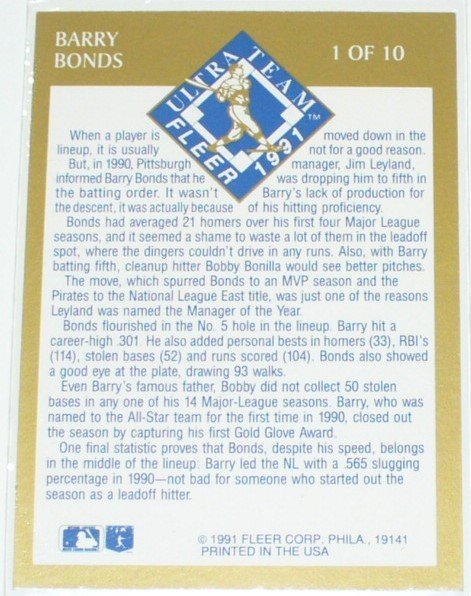 BARRY
BONDS
1 OF 10
ULTRA TEAM
FLEER 1991
TM
When a player is moved down in the
lineup, it is usually not for a good reason.
But, in 1990, Pittsburgh manager, Jim Leyland,
informed Barry Bonds that he was dropping him to fifth in
the batting order. It wasn't Barry's lack of production for
the descent, it was actually because of his hitting proficiency.
Bonds had averaged 21 homers over his first four Major League
seasons, and it seemed a shame to waste a lot of them in the leadoff
spot, where the dingers couldn't drive in any runs. Also, with Barry
batting fifth, cleanup hitter Bobby Bonilla would see better pitches.
The move, which spurred Bonds to an MVP season and the
Pirates to the National League East title, was just one of the reasons
Leyland was named the Manager of the Year.
Bonds flourished in the No. 5 hole in the lineup. Barry hit a
career-high .301. He also added personal bests in homers (33), RBI's
(114), stolen bases (52) and runs scored (104). Bonds also showed
a good eye at the plate, drawing 93 walks.
Even Barry's famous father, Bobby did not collect 50 stolen
bases in any one of his 14 Major-League seasons. Barry, who was
named to the All-Star team for the first time in 1990, closed out
the season by capturing his first Gold Glove Award.
One final statistic proves that Bonds, despite his speed, belongs
in the middle of the lineup. Barry led the NL with a .565 slugging
percentage in 1990—not bad for someone who started out the
season as a leadoff hitter.
© 1991 FLEER CORP. PHILA., 19141
PRINTED IN THE USA